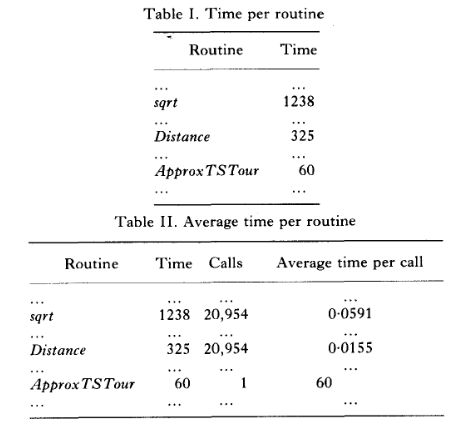 Table I. Time per routine
Routine Time
... ...
sqrt 1238
... ...
Distance 325
... ...
ApproxTSTour 60
... ...
Table II. Average time per routine
Routine Time Calls Average time per call
... ... ... ...
sqrt 1238 20,954 0·0591
... ... ... ...
Distance 325 20,954 0·0155
... ... ... ...
ApproxTSTour 60 1 60
... ... ... ...